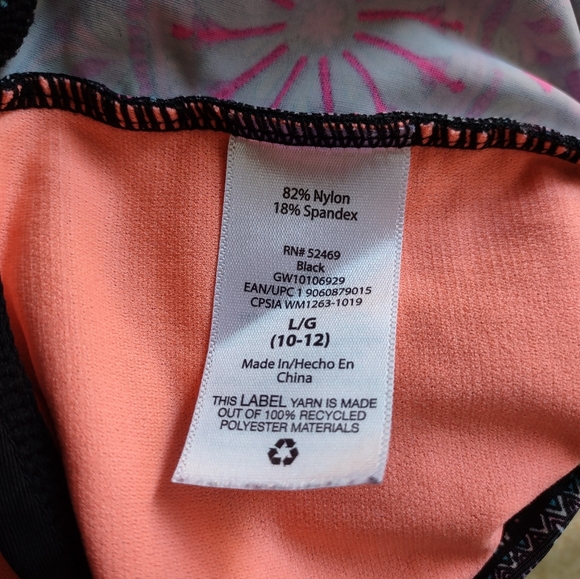 82% Nylon
18% Spandex
RN# 52469
Black
GW10106929
EAN/UPC 1 9060879015
CPSIA WM1263-1019
L/G
(10-12)
Made In/Hecho En
China
THIS LABEL YARN IS MADE
OUT OF 100% RECYCLED
POLYESTER MATERIALS